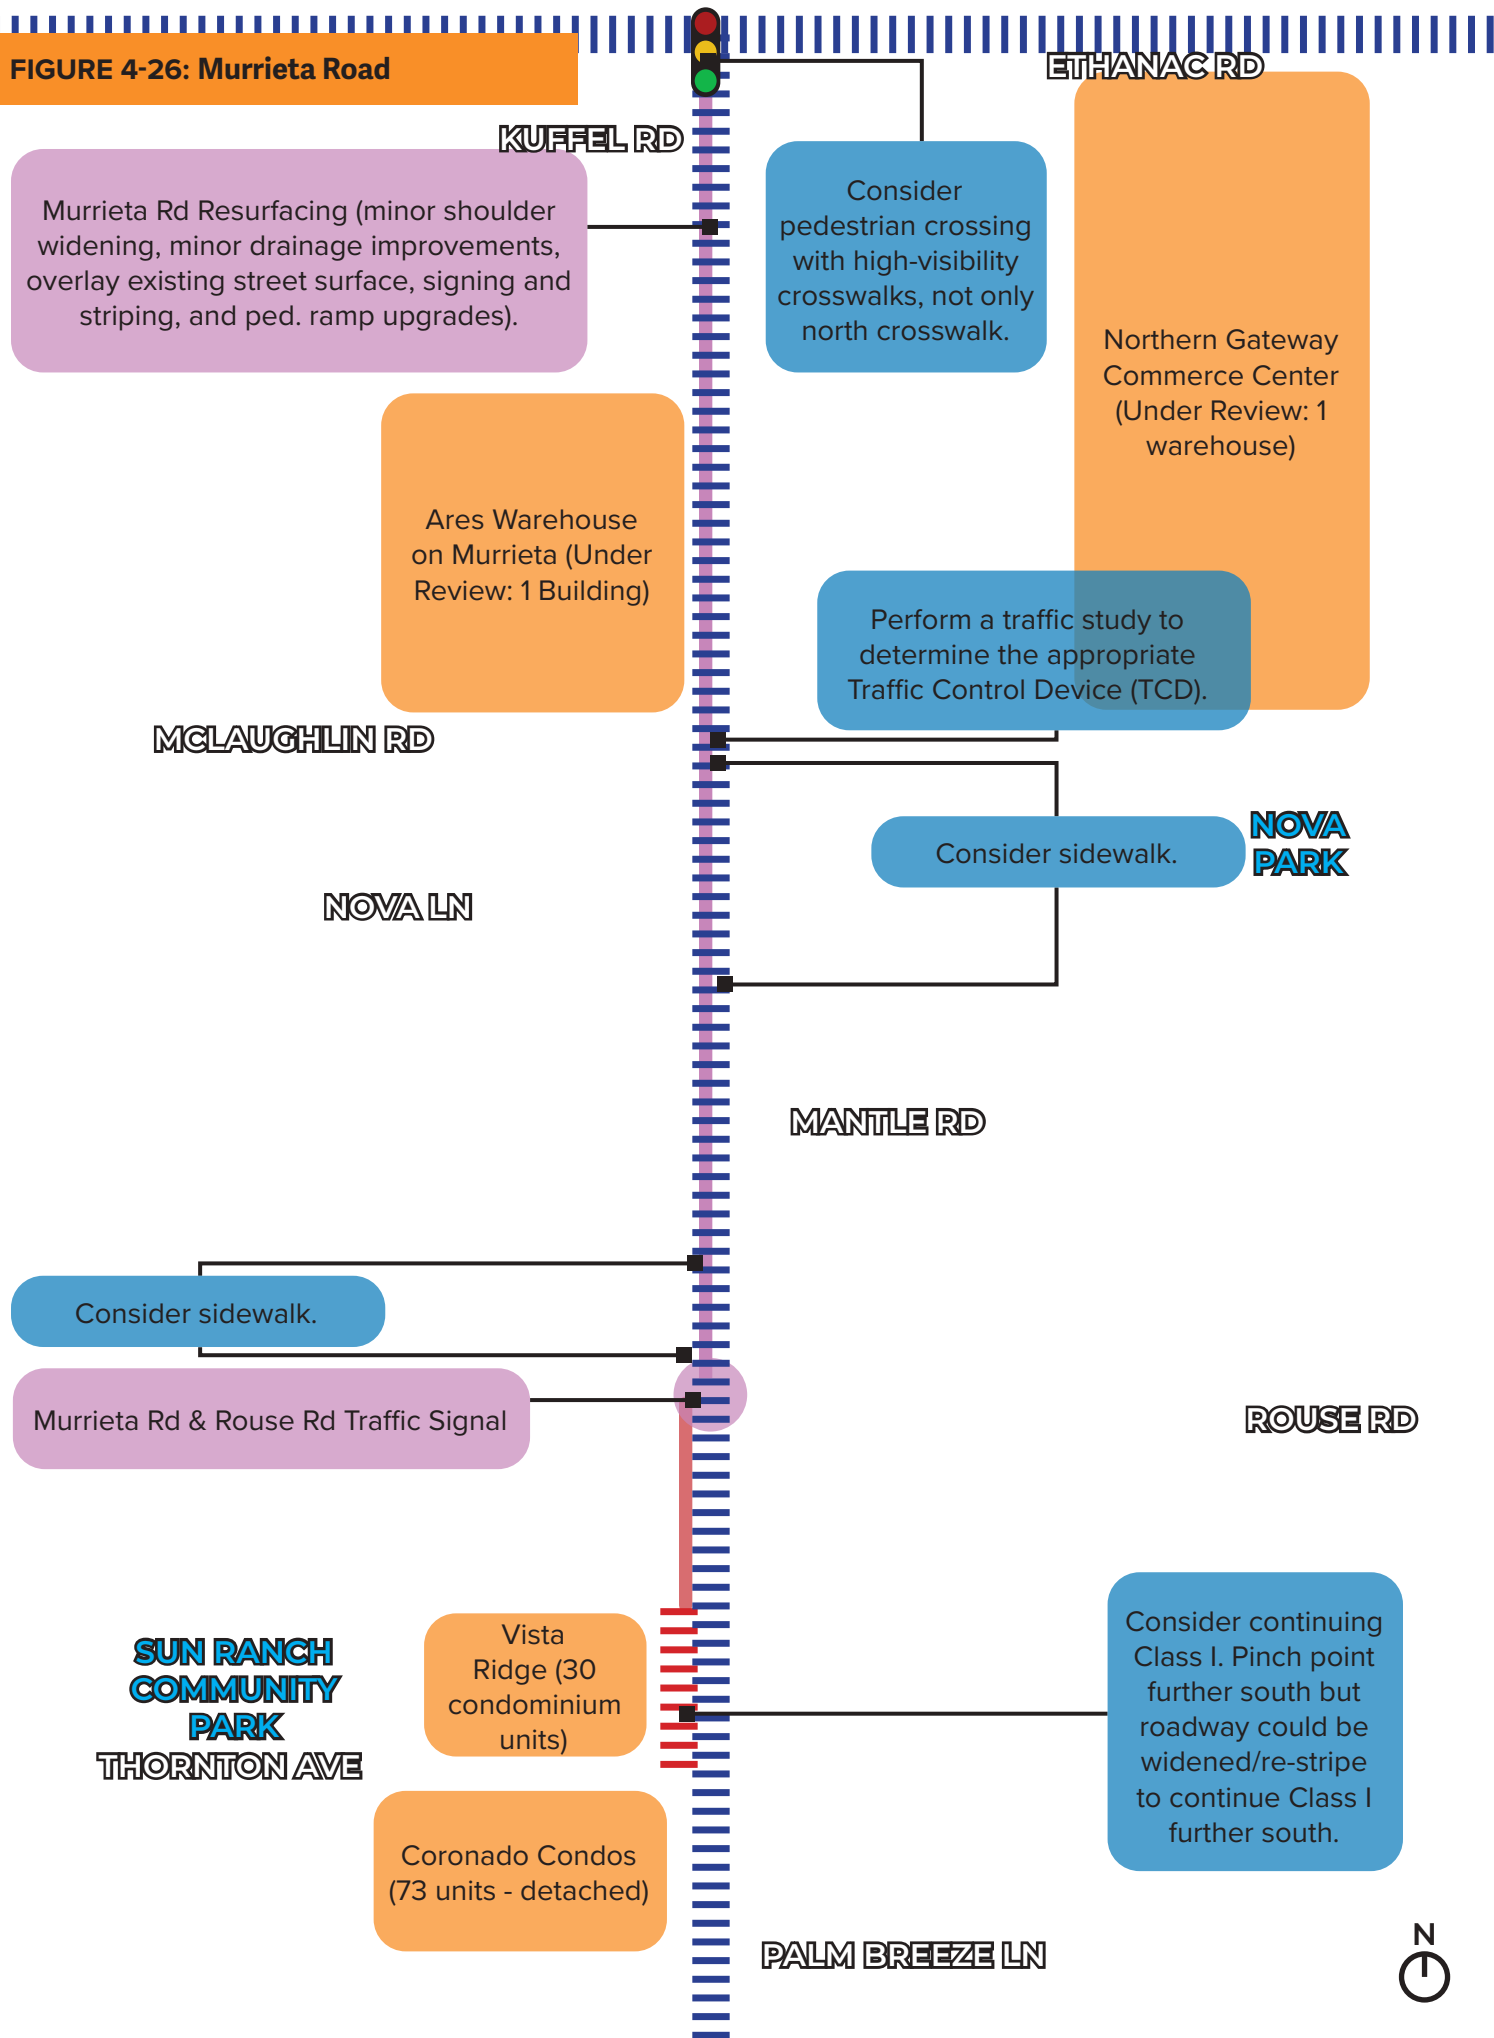 FIGURE 4-26: Murrieta Road
ETHANAC RD
KUFFEL RD
Murrieta Rd Resurfacing (minor shoulder
widening, minor drainage improvements,
overlay existing street surface, signing and
striping, and ped. ramp upgrades).
Consider
pedestrian crossing
with high-visibility
crosswalks, not only
north crosswalk.
Northern Gateway
Commerce Center
(Under Review: 1
warehouse)
Ares Warehouse
on Murrieta (Under
Review: 1 Building)
Perform a traffic study to
determine the appropriate
Traffic Control Device (TCD).
MCLAUGHLIN RD
Consider sidewalk.
NOVA
PARK
NOVA LN
MANTLE RD
Consider sidewalk.
Murrieta Rd & Rouse Rd Traffic Signal
ROUSE RD
SUN RANCH
COMMUNITY
PARK
THORNTON AVE
Vista
Ridge (30
condominium
units)
Consider continuing
Class I. Pinch point
further south but
roadway could be
widened/re-stripe
to continue Class I
further south.
Coronado Condos
(73 units - detached)
PALM BREEZE LN
N